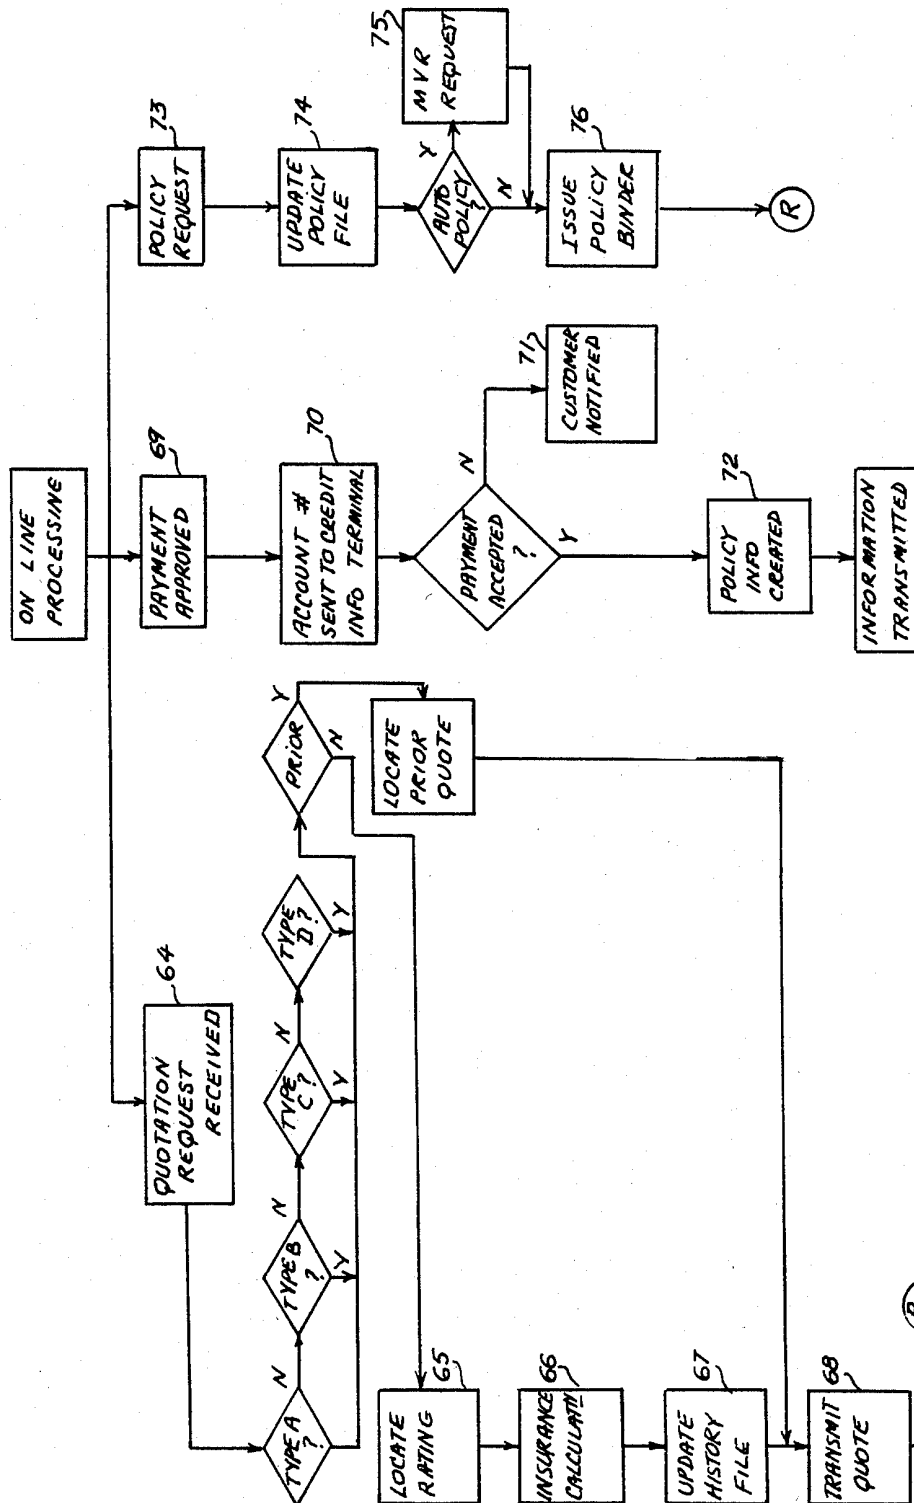 ON LINE
PROCESSINE
64
QUOTATION
REQUEST
RECEIVED
TYPE A
?
N
TYPE B
?
Y
N
TYPE
C?
Y
N
TYPE
D?
Y
PRIOR
Y
N
LOCATE
PRIOR
QUOTE
65
LOCATE
RATING
66
INSURANCE
CALCULATN
67
UPDATE
HISTORY
FILE
68
TRANSMIT
QUOTE
69
PAYMENT
APPROVED
70
ACCOUNT #
SENT TO CREDIT
INFO TERMINAL
PAYMENT
ACCEPTED
?
N
Y
71
CUSTOMER
NOTIFIED
72
POLICY
INFO
CREATED
INFORMATION
TRANSMITTED
73
POLICY
REQUEST
74
UPDATE
POLICY
FILE
AUTO
POLICY
?
Y
N
75
MVR
REQUEST
76
ISSUE
POLICY
BINDER
R